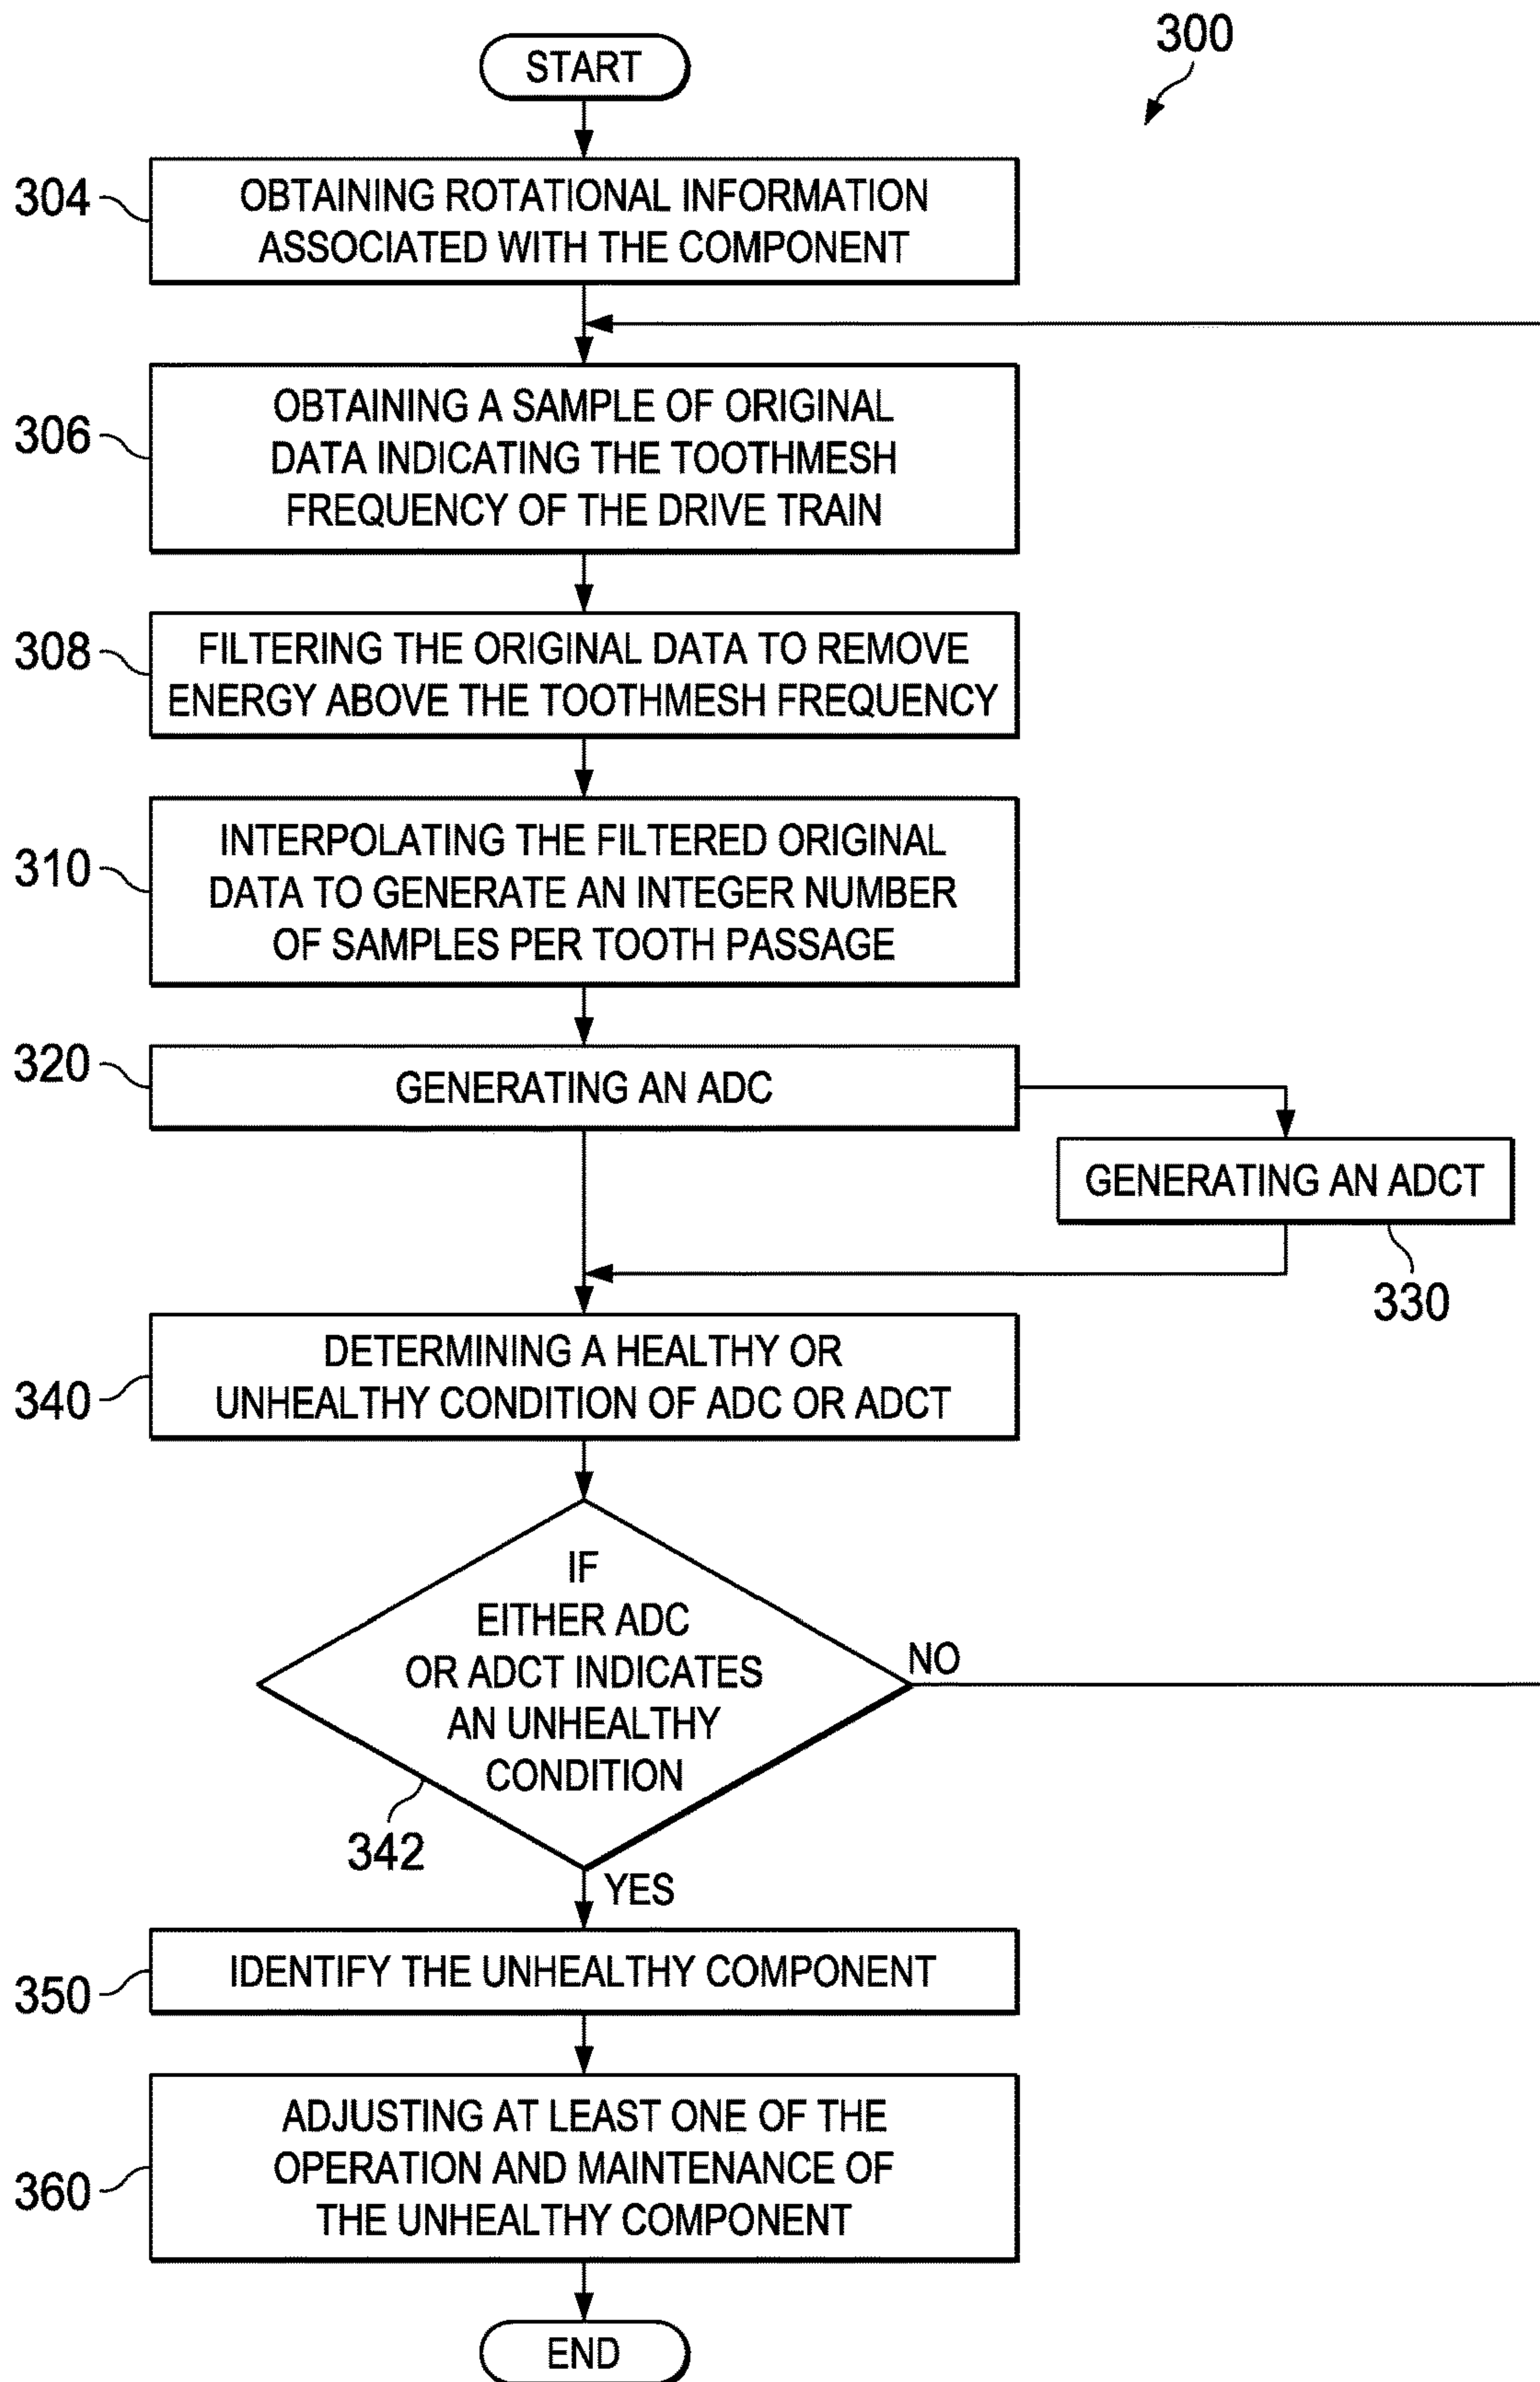 300
START
304
OBTAINING ROTATIONAL INFORMATION
ASSOCIATED WITH THE COMPONENT
306
OBTAINING A SAMPLE OF ORIGINAL
DATA INDICATING THE TOOTHMESH
FREQUENCY OF THE DRIVE TRAIN
308
FILTERING THE ORIGINAL DATA TO REMOVE
ENERGY ABOVE THE TOOTHMESH FREQUENCY
310
INTERPOLATING THE FILTERED ORIGINAL
DATA TO GENERATE AN INTEGER NUMBER
OF SAMPLES PER TOOTH PASSAGE
320
GENERATING AN ADC
GENERATING AN ADCT
330
340
DETERMINING A HEALTHY OR
UNHEALTHY CONDITION OF ADC OR ADCT
IF
EITHER ADC
OR ADCT INDICATES
AN UNHEALTHY
CONDITION
NO
342
YES
350
IDENTIFY THE UNHEALTHY COMPONENT
360
ADJUSTING AT LEAST ONE OF THE
OPERATION AND MAINTENANCE OF
THE UNHEALTHY COMPONENT
END